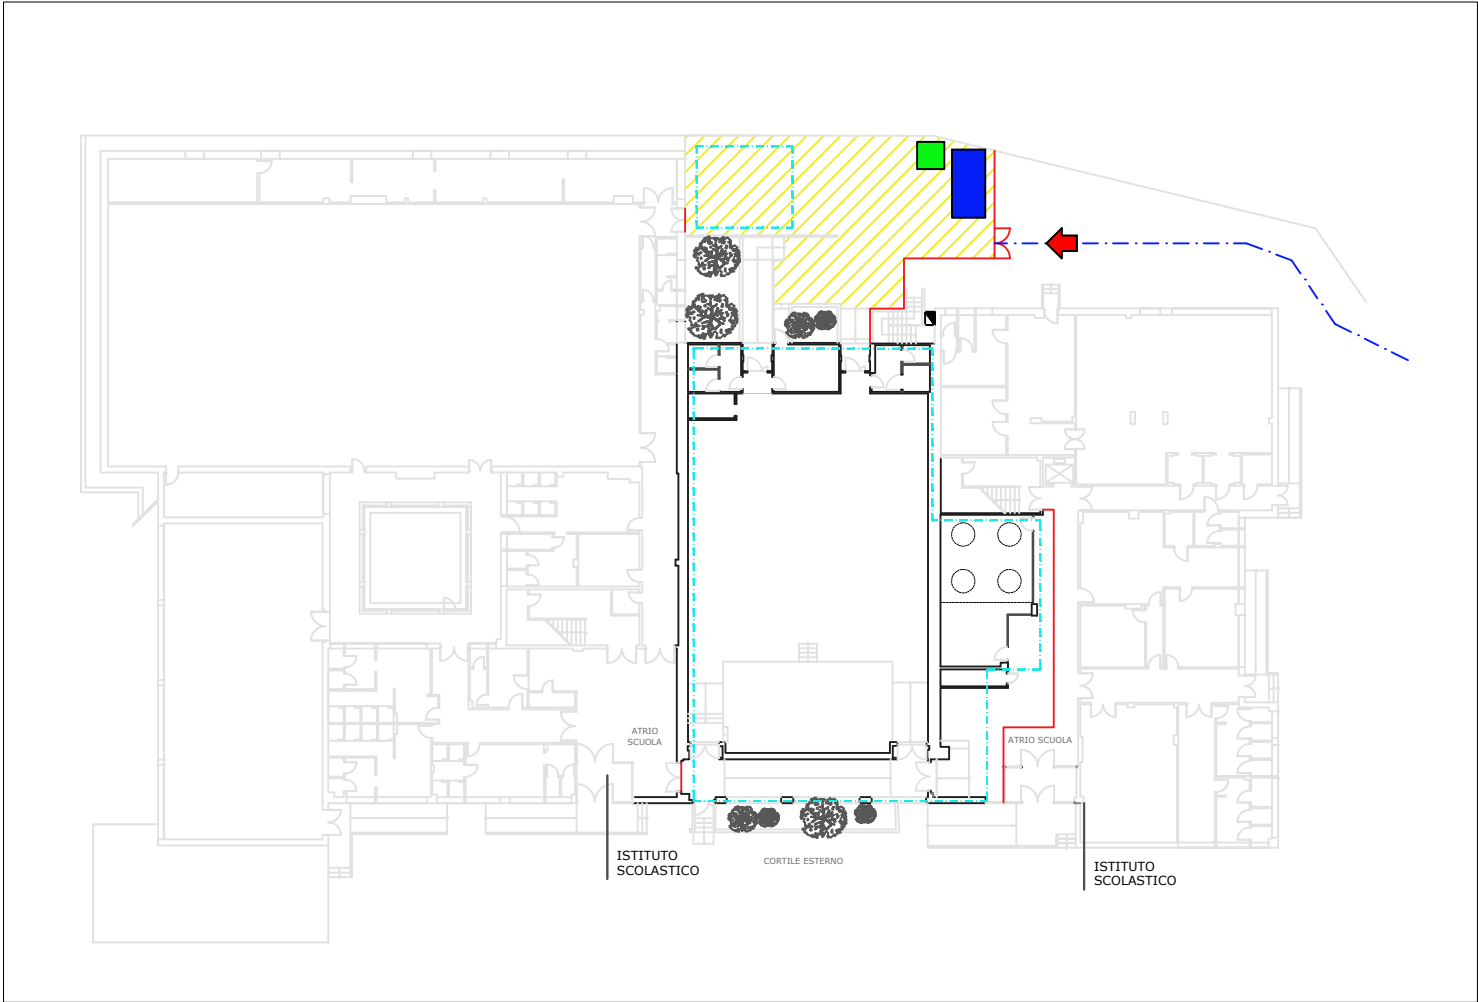 ATRIO
SCUOLA
ATRIO SCUOLA
ISTITUTO
SCOLASTICO
CORTILE ESTERNO
ISTITUTO
SCOLASTICO